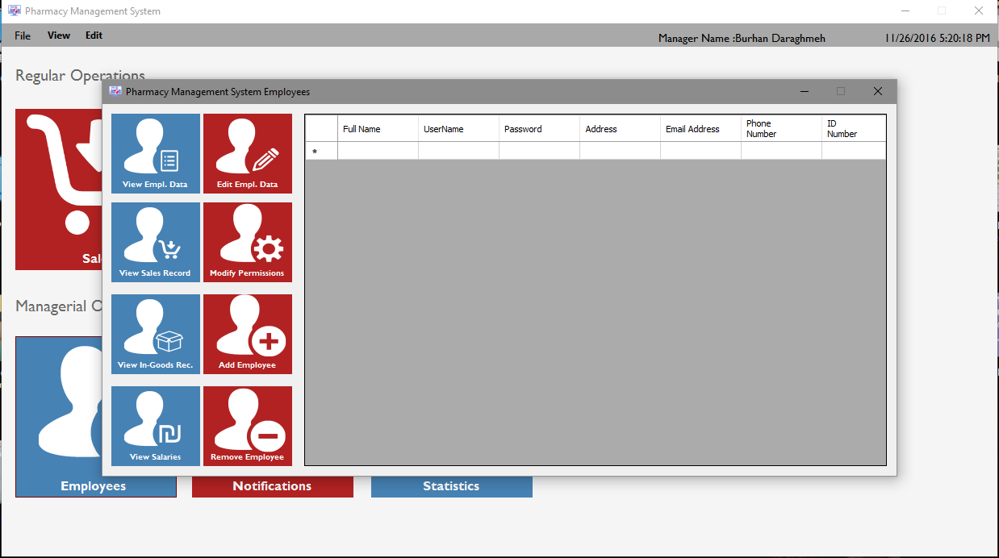 Pharmacy Management System
File View Edit
Manager Name :Burhan Daraghmeh 11/26/2016 5:20:18 PM
Regular Operations
Pharmacy Management System Employees
View Empl. Data
Edit Empl. Data
View Sales Record
Modify Permissions
View In-Goods Rec.
Add Employee
View Salaries
Remove Employee
Full Name UserName Password Address Email Address Phone Number ID Number
*
Sal
Managerial O
Employees
Notifications
Statistics